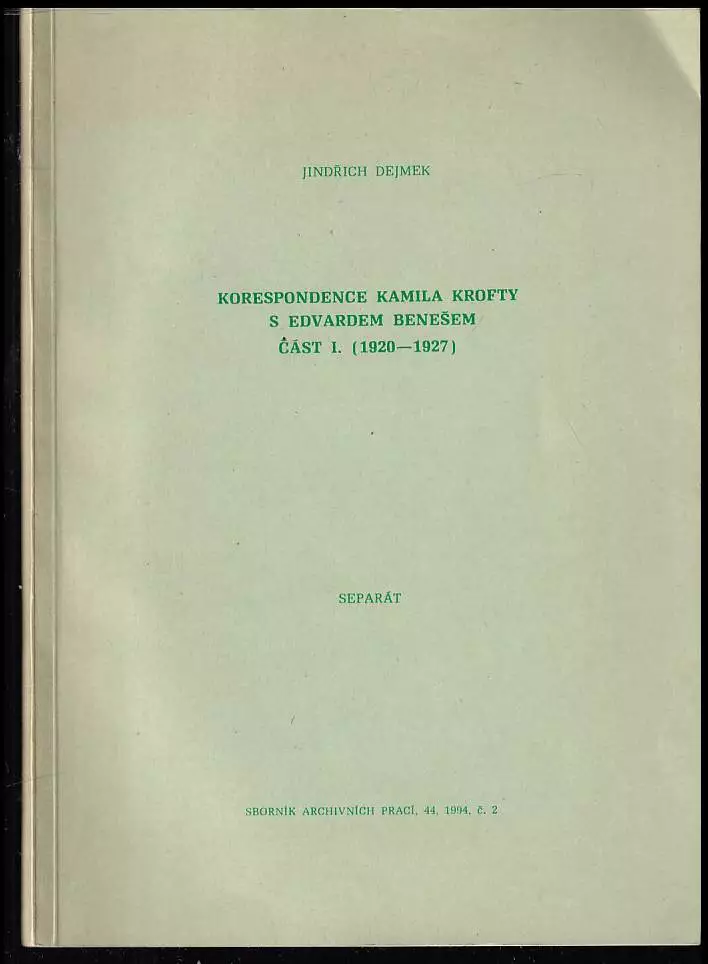 JINDŘICH DEJMEK
KORESPONDENCE KAMILA KROFTY
S EDVARDEM BENEŠEM
ČÁST I. (1920—1927)
SEPARÁT
SBORNÍK ARCHIVNÍCH PRACÍ, 44, 1994, č. 2